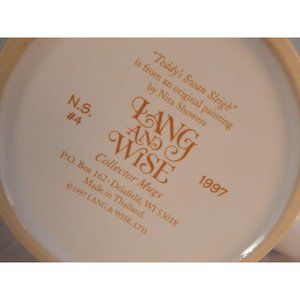 "Teddy's Swan Sleigh"
is from an original painting
by Nita Showers
N.S.
#4
LANG
AND
WISE
1997
Collector Mugs
P.O. Box 162 • Delafield, WI 53018
Made in Thailand.
©1997 LANG & WISE, LTD.